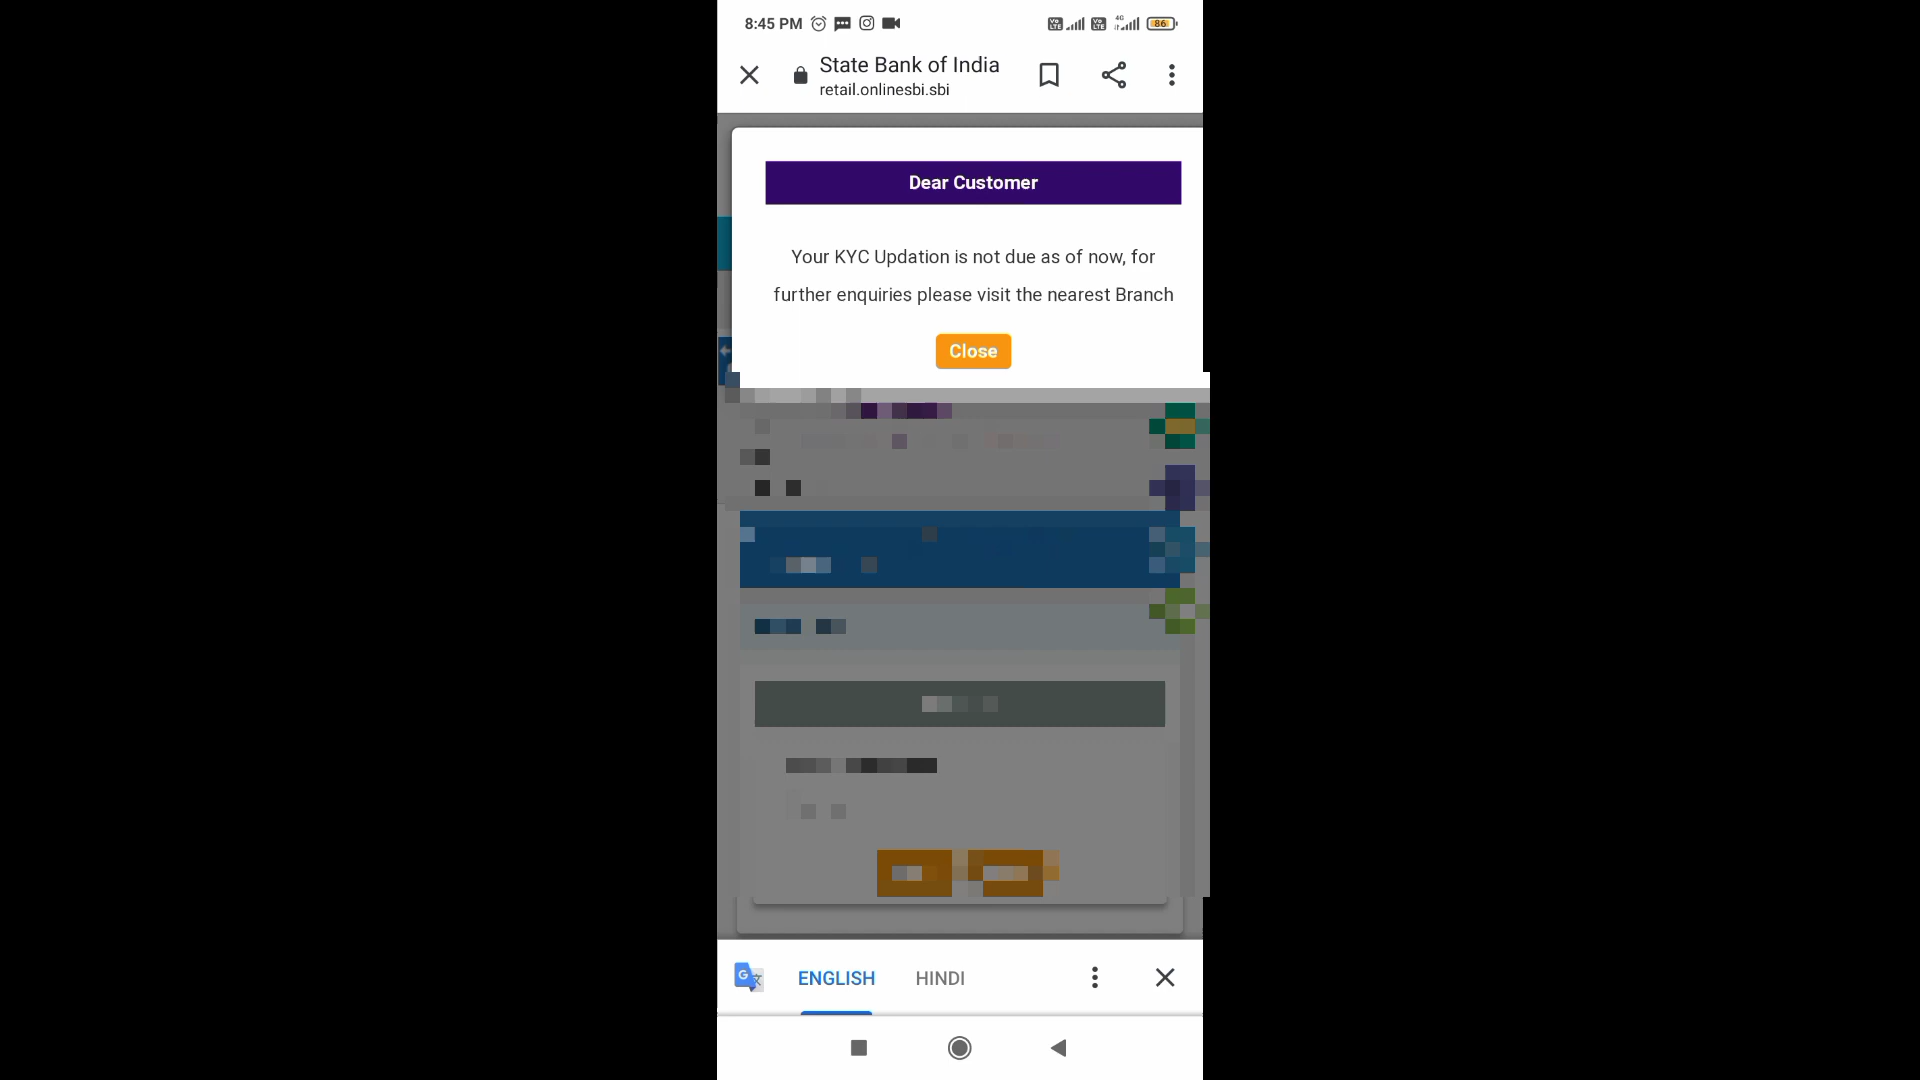 8:45 PM
86
State Bank of India
retail.onlinesbi.sbi
Dear Customer
Your KYC Updation is not due as of now, for
further enquiries please visit the nearest Branch
Close
ENGLISH
HINDI